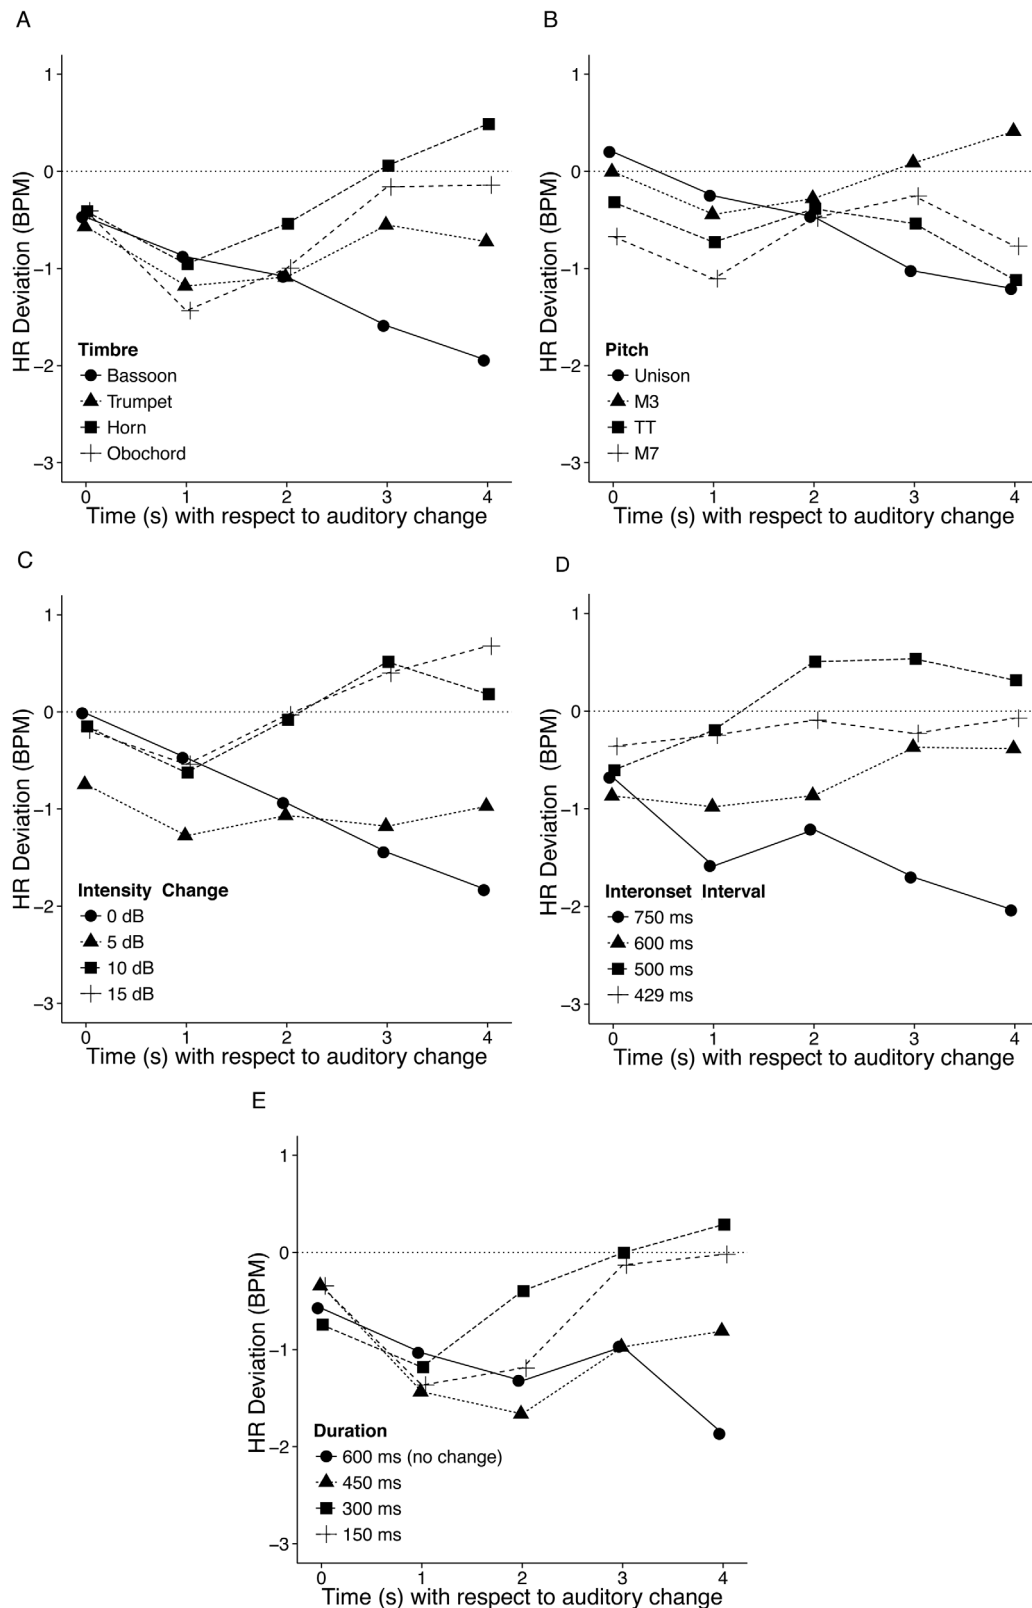 A
HR Deviation (BPM)
1
0
−1
−2
−3
Timbre
Bassoon
Trumpet
Horn
Obochord
0 1 2 3 4
Time (s) with respect to auditory change
B
HR Deviation (BPM)
1
0
−1
−2
−3
Pitch
Unison
M3
TT
M7
0 1 2 3 4
Time (s) with respect to auditory change
C
HR Deviation (BPM)
1
0
−1
−2
−3
Intensity Change
0 dB
5 dB
10 dB
15 dB
0 1 2 3 4
Time (s) with respect to auditory change
D
HR Deviation (BPM)
1
0
−1
−2
−3
Interonset Interval
750 ms
600 ms
500 ms
429 ms
0 1 2 3 4
Time (s) with respect to auditory change
E
HR Deviation (BPM)
1
0
−1
−2
−3
Duration
600 ms (no change)
450 ms
300 ms
150 ms
0 1 2 3 4
Time (s) with respect to auditory change